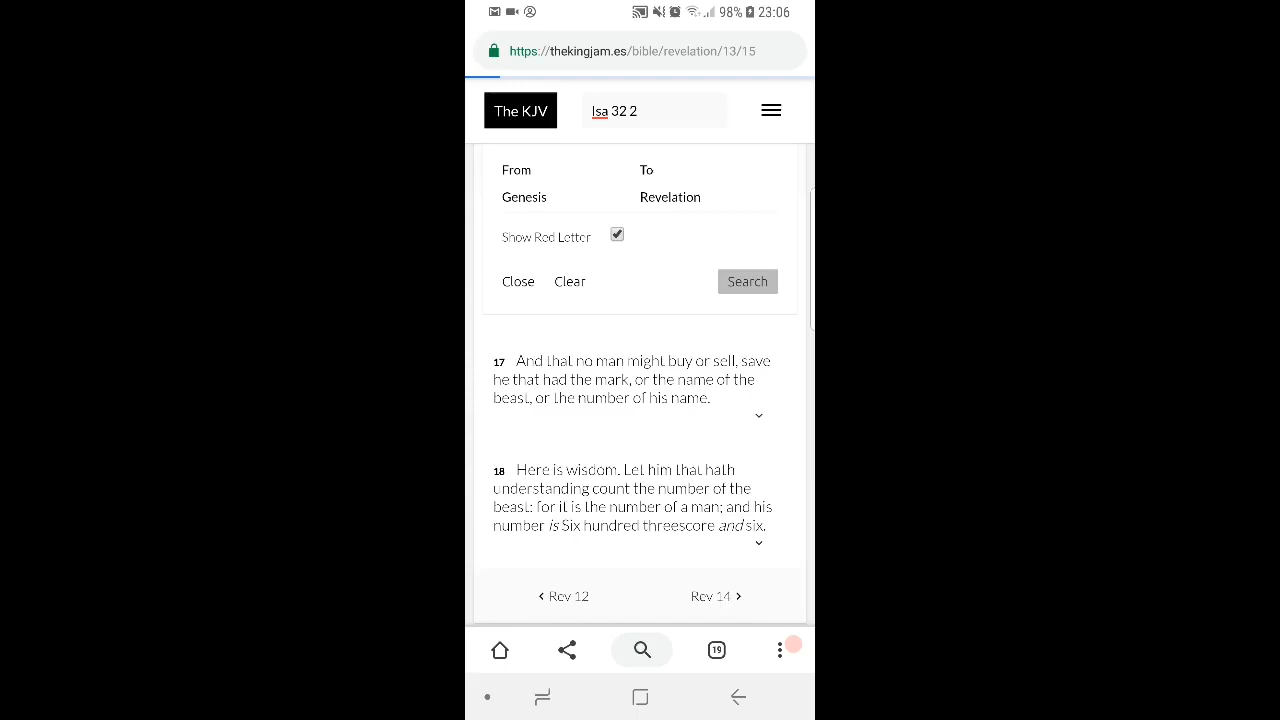 98% 23:06
https://thekingjam.es/bible/revelation/13/15
The KJV
Isa 32 2
From To
Genesis Revelation
Show Red Letter
Close Clear Search
17 And that no man might buy or sell, save
he that had the mark, or the name of the
beast, or the number of his name.
18 Here is wisdom. Let him that hath
understanding count the number of the
beast: for it is the number of a man; and his
number is Six hundred threescore and six.
Rev 12 Rev 14
19